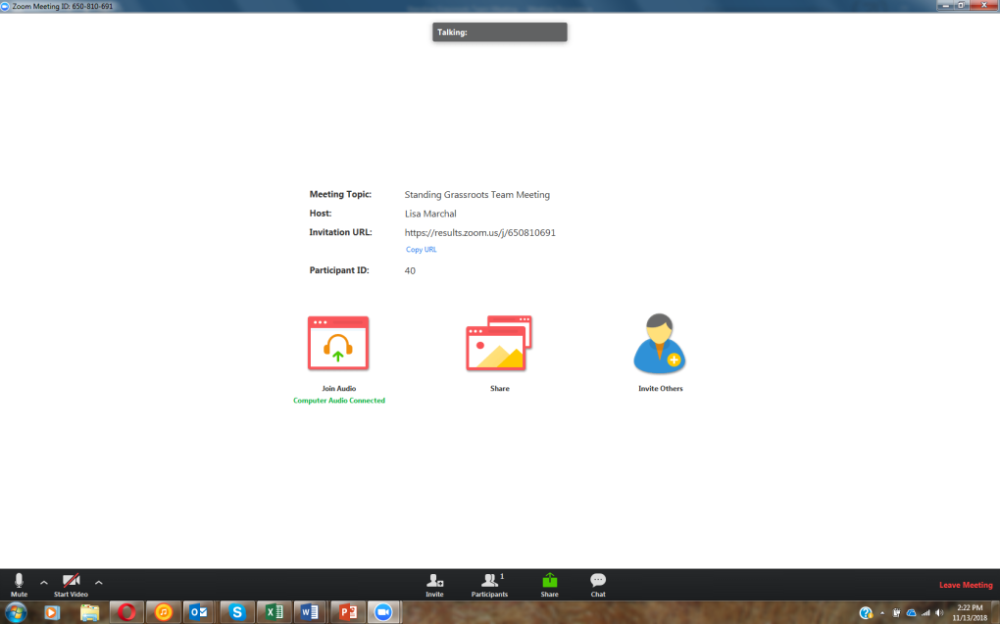 Zoom Meeting ID: 650-810-691
Talking:
Meeting Topic: Standing Grassroots Team Meeting
Host: Lisa Marchal
Invitation URL: https://results.zoom.us/j/650810691
Copy URL
Participant ID: 40
Join Audio
Computer Audio Connected
Share
Invite Others
Mute
Start Video
Invite
1
Participants
Share
Chat
Leave Meeting
2:22 PM
11/13/2018